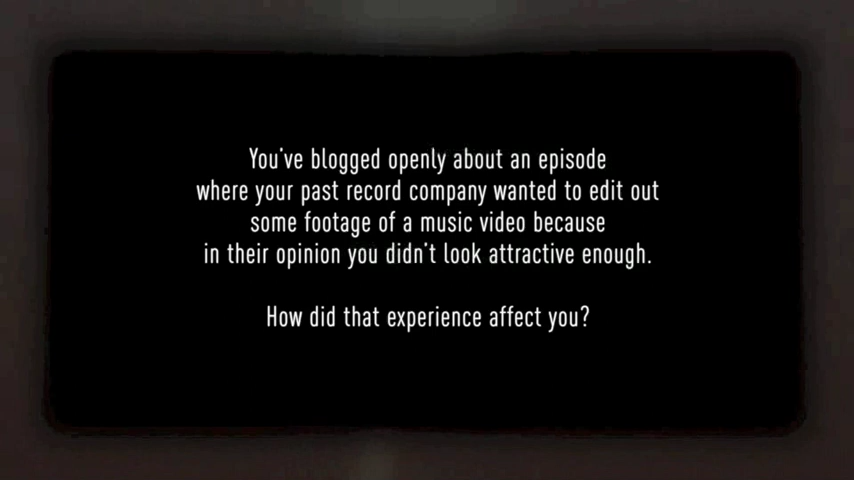 You've blogged openly about an episode
where your past record company wanted to edit out
some footage of a music video because
in their opinion you didn't look attractive enough.
How did that experience affect you?